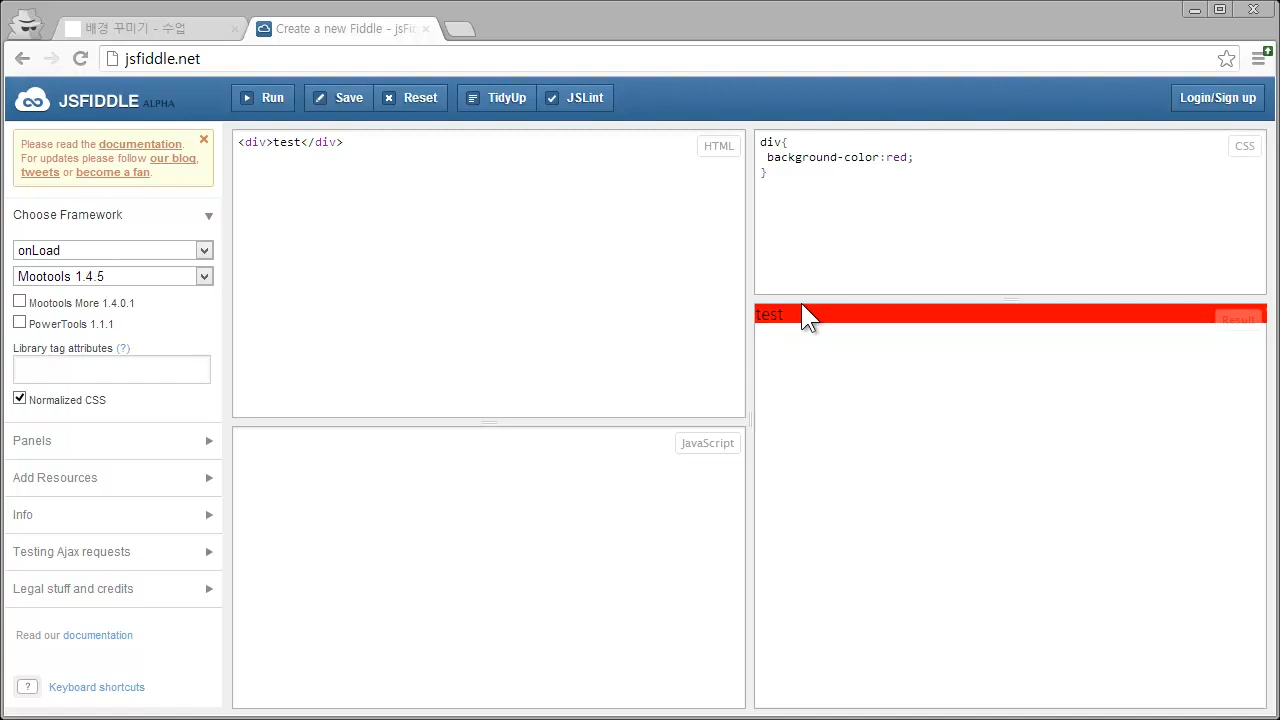 배경 꾸미기 - 수업
Create a new Fiddle - jsFid
jsfiddle.net
JSFIDDLE ALPHA
Run
Save
Reset
TidyUp
JSLint
Login/Sign up
Please read the documentation.
For updates please follow our blog,
tweets or become a fan.
Choose Framework
onLoad
Mootools 1.4.5
Mootools More 1.4.0.1
PowerTools 1.1.1
Library tag attributes (?)
Normalized CSS
Panels
Add Resources
Info
Testing Ajax requests
Legal stuff and credits
Read our documentation
? Keyboard shortcuts
<div>test</div>
HTML
JavaScript
div{
background-color:red;
}
CSS
test
Result